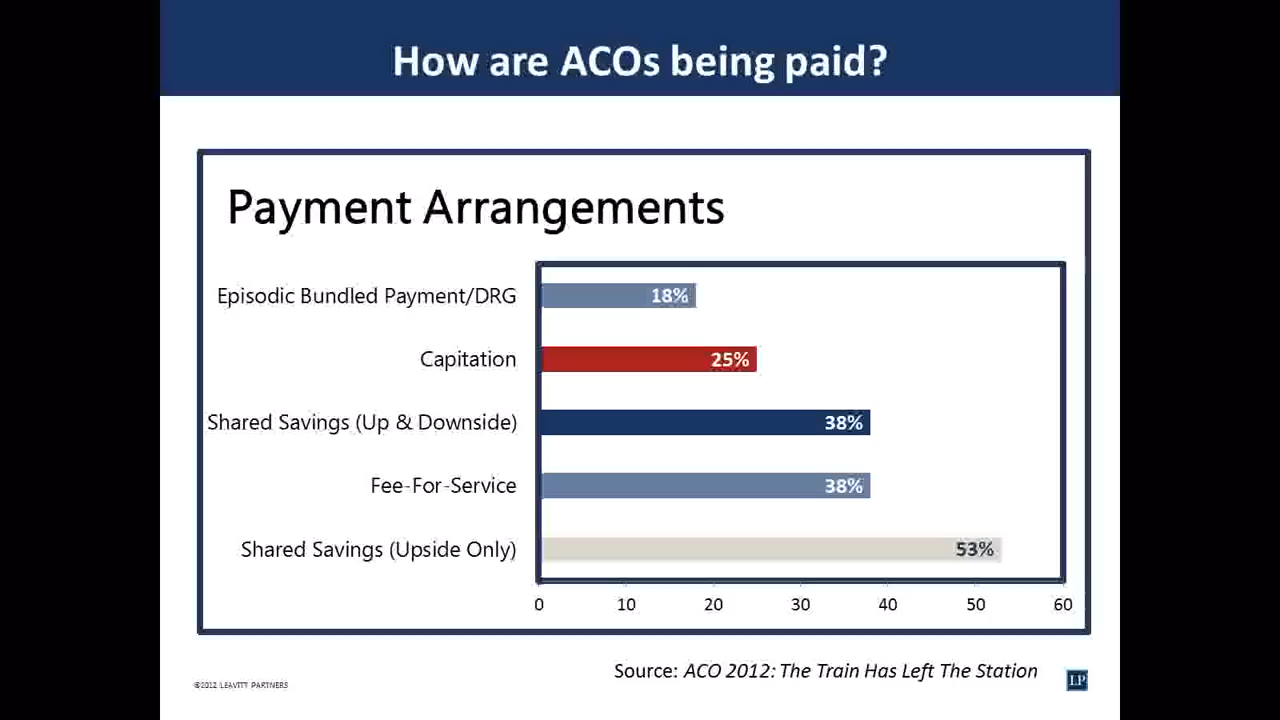 How are ACOs being paid?
Payment Arrangements
Episodic Bundled Payment/DRG 18%
Capitation 25%
Shared Savings (Up & Downside) 38%
Fee-For-Service 38%
Shared Savings (Upside Only) 53%
0 10 20 30 40 50 60
Source: ACO 2012: The Train Has Left The Station
©2012 LEAVITT PARTNERS
LP